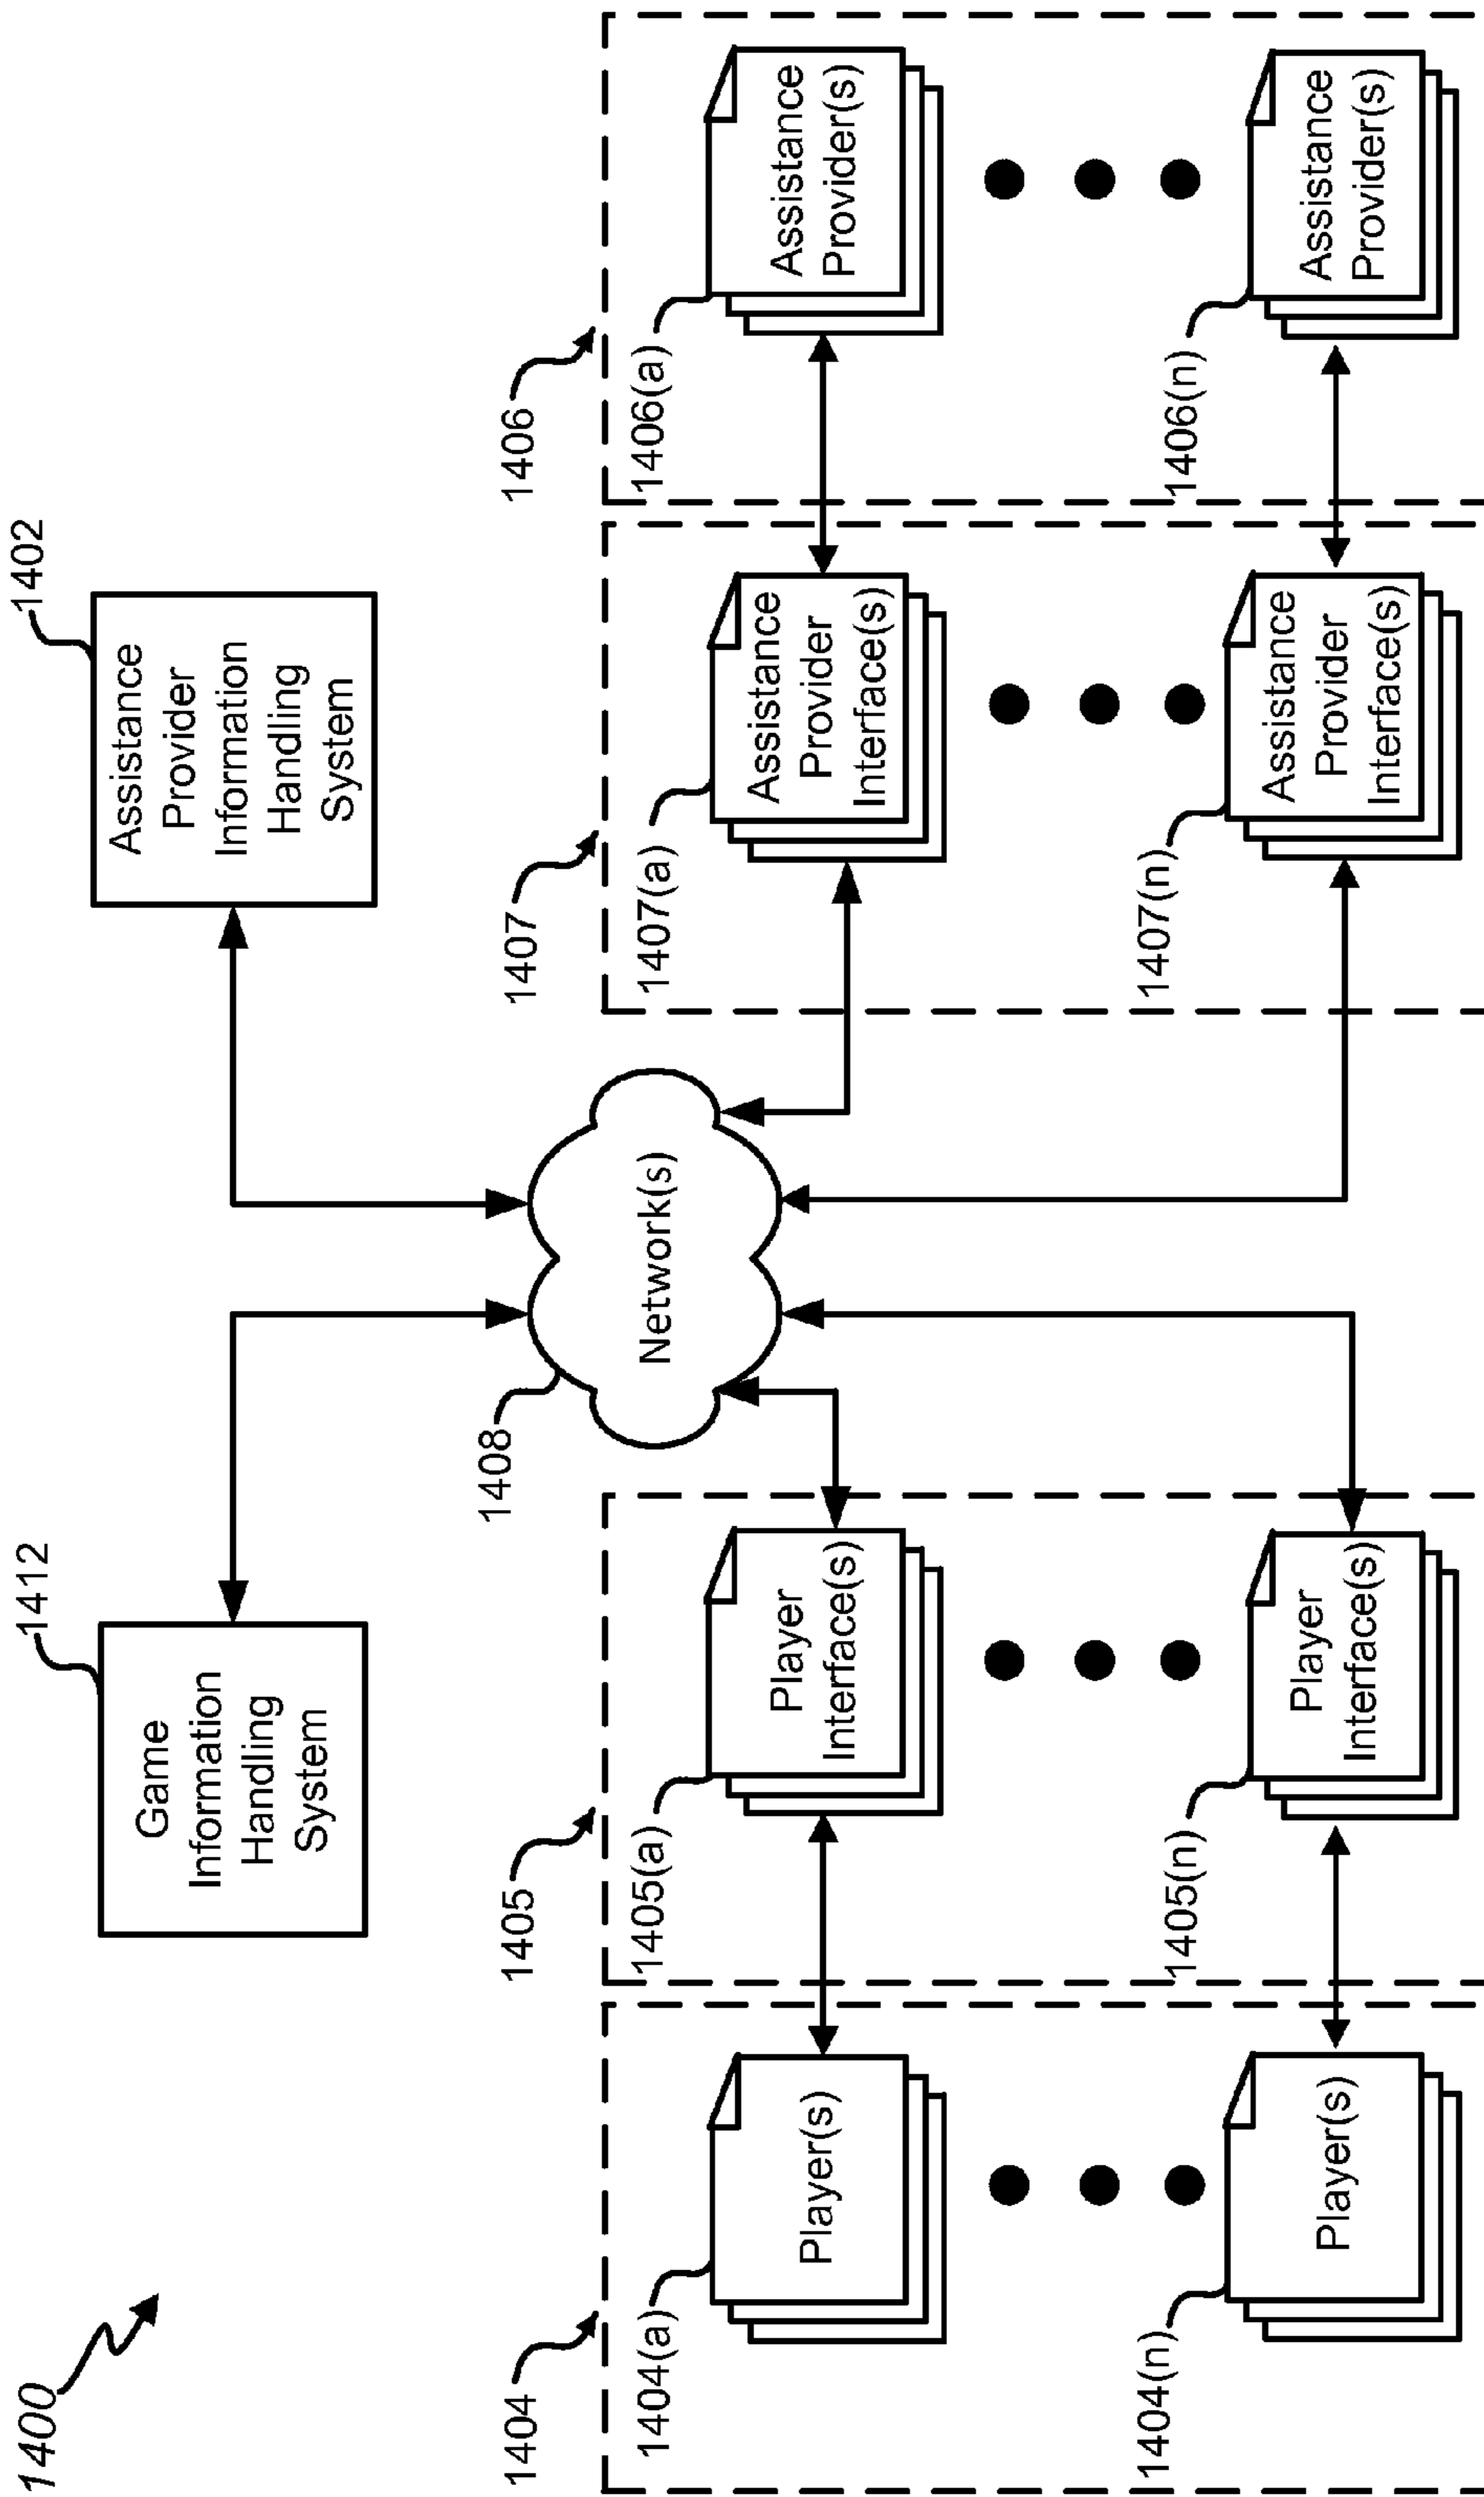 1400
1412
Game
Information
Handling
System
1402
Assistance
Provider
Information
Handling
System
1408
Network(s)
1404
1404(a)
Player(s)
1404(n)
Player(s)
1405
1405(a)
Player
Interface(s)
1405(n)
Player
Interface(s)
1407
1407(a)
Assistance
Provider
Interface(s)
1407(n)
Assistance
Provider
Interface(s)
1406
1406(a)
Assistance
Provider(s)
1406(n)
Assistance
Provider(s)